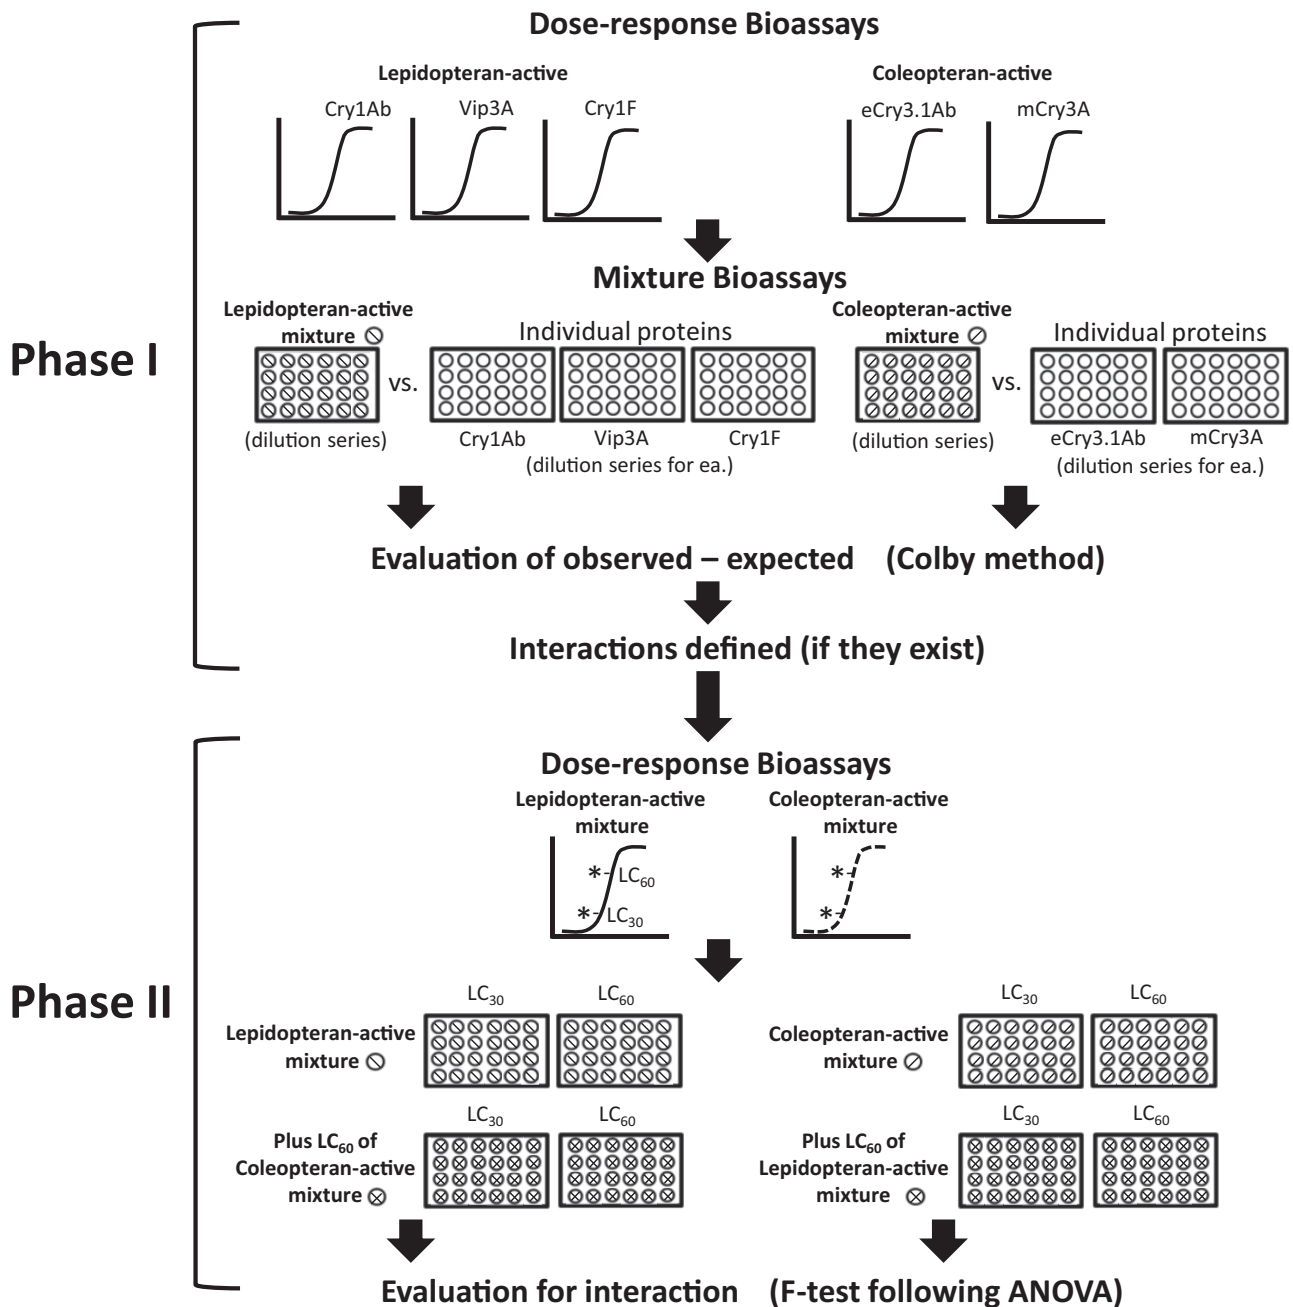 Dose-response Bioassays
Lepidopteran-active
Coleopteran-active
Cry1Ab
Vip3A
Cry1F
eCry3.1Ab
mCry3A
Phase I
Mixture Bioassays
Lepidopteran-active
mixture
Individual proteins
Coleopteran-active
mixture
Individual proteins
vs.
vs.
(dilution series)
Cry1Ab
Vip3A
Cry1F
(dilution series for ea.)
(dilution series)
eCry3.1Ab
mCry3A
(dilution series for ea.)
Evaluation of observed – expected (Colby method)
Interactions defined (if they exist)
Phase II
Dose-response Bioassays
Lepidopteran-active
mixture
Coleopteran-active
mixture
*
LC60
*
LC30
*
*
LC30
LC60
LC30
LC60
Lepidopteran-active
mixture
Coleopteran-active
mixture
LC30
LC60
LC30
LC60
Plus LC60 of
Coleopteran-active
mixture
Plus LC60 of
Lepidopteran-active
mixture
Evaluation for interaction (F-test following ANOVA)